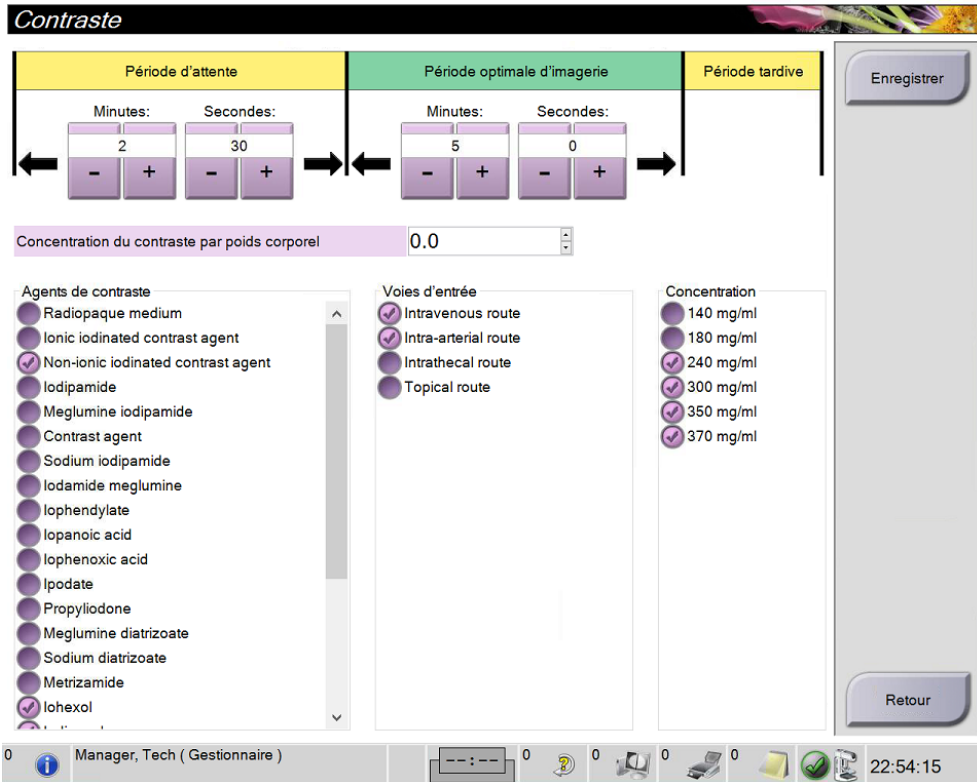 Contraste
Période d'attente
Période optimale d'imagerie
Période tardive
Enregistrer
Minutes:
Secondes:
Minutes:
Secondes:
2
30
5
0
- + - + - + - +
Concentration du contraste par poids corporel
0.0
Agents de contraste
Radiopaque medium
Ionic iodinated contrast agent
Non-ionic iodinated contrast agent
Iodipamide
Meglumine iodipamide
Contrast agent
Sodium iodipamide
Iodamide meglumine
Iophendylate
Iopanoic acid
Iophenoxic acid
Ipodate
Propyliodone
Meglumine diatrizoate
Sodium diatrizoate
Metrizamide
Iohexol
Voies d'entrée
Intravenous route
Intra-arterial route
Intrathecal route
Topical route
Concentration
140 mg/ml
180 mg/ml
240 mg/ml
300 mg/ml
350 mg/ml
370 mg/ml
Retour
0
Manager, Tech ( Gestionnaire )
--:--
0
0
0
0
22:54:15